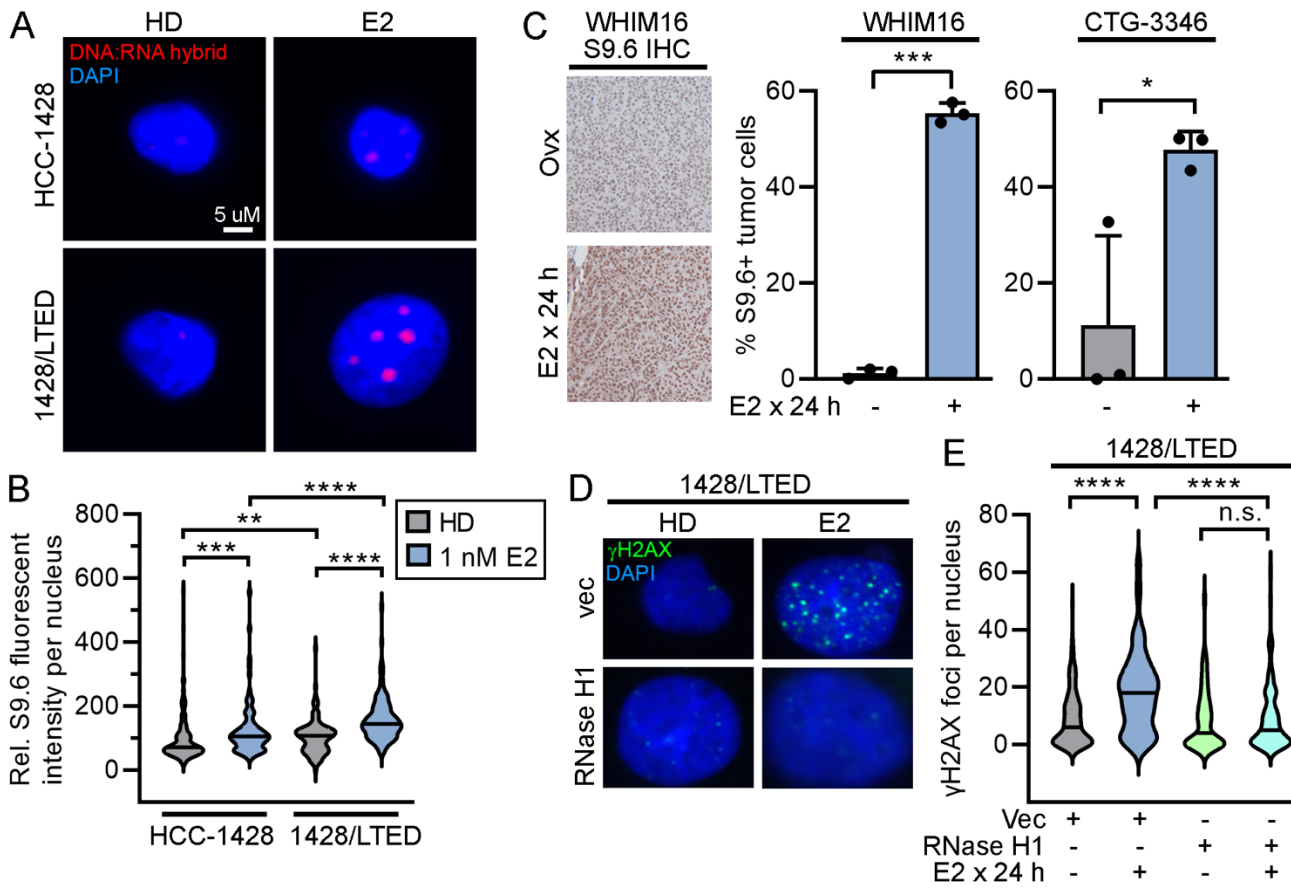 A
HD
E2
DNA:RNA hybrid
DAPI
HCC-1428
5 uM
1428/LTED
B
HD
1 nM E2
Rel. S9.6 fluorescent
intensity per nucleus
800
600
400
200
0
***
**
****
****
HCC-1428
1428/LTED
C
WHIM16
S9.6 IHC
Ovx
E2 x 24 h
WHIM16
CTG-3346
% S9.6+ tumor cells
60
40
20
0
***
60
40
20
0
*
E2 x 24 h
- + - +
D
1428/LTED
HD
E2
γH2AX
DAPI
vec
RNase H1
E
1428/LTED
γH2AX foci per nucleus
80
60
40
20
0
****
****
n.s.
Vec + + - -
RNase H1 - - + +
E2 x 24 h - + - +